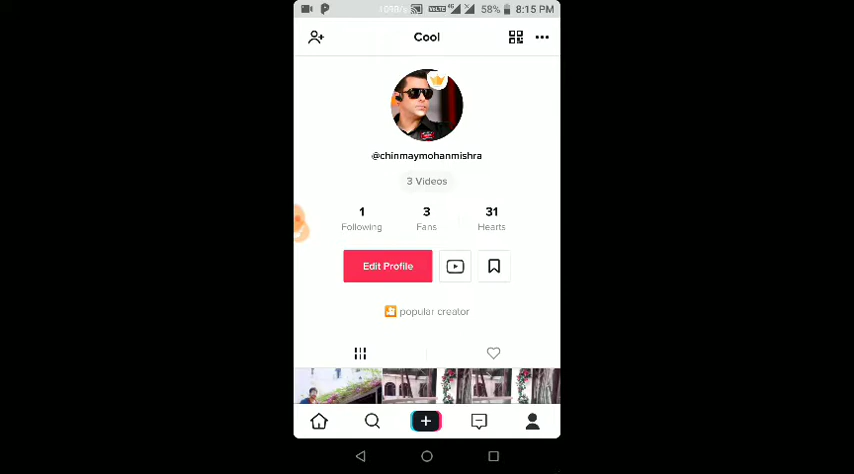 58% 8:15 PM
Cool
@chinmaymohanmishra
3 Videos
1 3 31
Following Fans Hearts
Edit Profile
popular creator